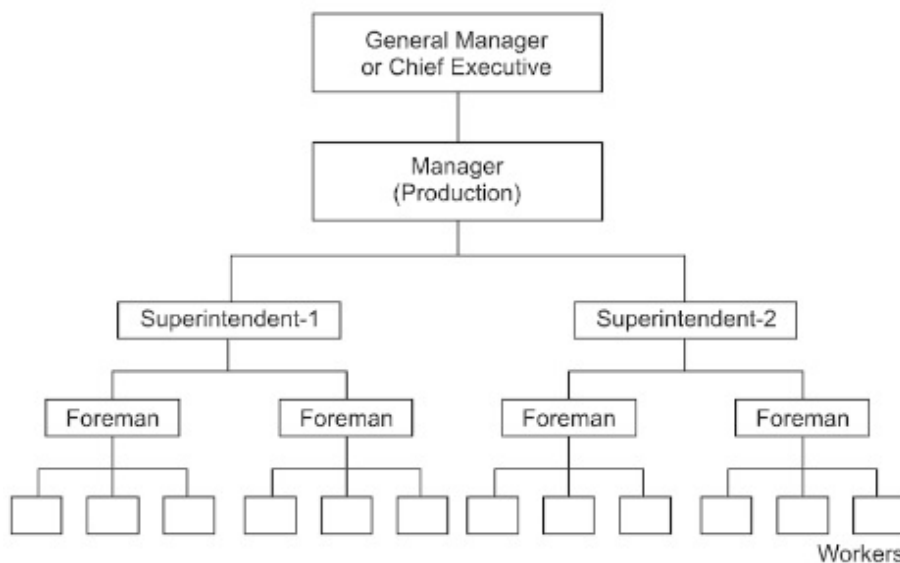 General Manager
or Chief Executive
Manager
(Production)
Superintendent-1
Superintendent-2
Foreman
Foreman
Foreman
Foreman
Workers